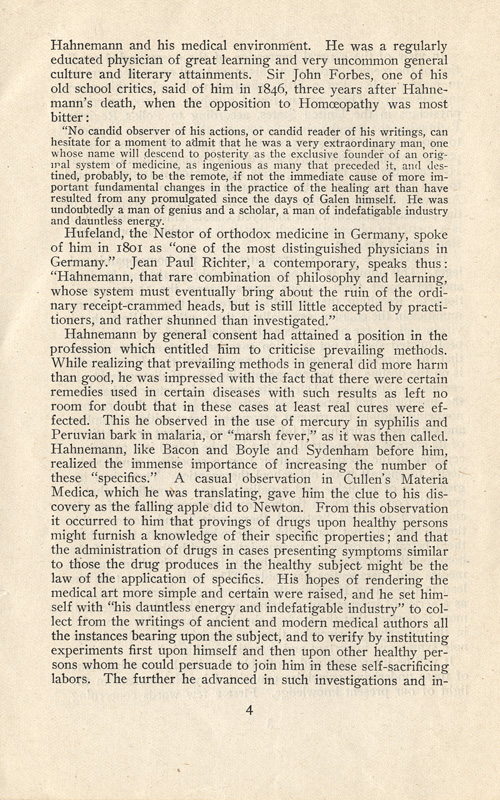 Hahnemann and his medical environment. He was a regularly
educated physician of great learning and very uncommon general
culture and literary attainments. Sir John Forbes, one of his
old school critics, said of him in 1846, three years after Hahne-
mann's death, when the opposition to Homœopathy was most
bitter:
"No candid observer of his actions, or candid reader of his writings, can
hesitate for a moment to admit that he was a very extraordinary man, one
whose name will descend to posterity as the exclusive founder of an orig-
inal system of medicine, as ingenious as many that preceded it, and des-
tined, probably, to be the remote, if not the immediate cause of more im-
portant fundamental changes in the practice of the healing art than have
resulted from any promulgated since the days of Galen himself. He was
undoubtedly a man of genius and a scholar, a man of indefatigable industry
and dauntless energy.
Hufeland, the Nestor of orthodox medicine in Germany, spoke
of him in 1801 as "one of the most distinguished physicians in
Germany." Jean Paul Richter, a contemporary, speaks thus:
"Hahnemann, that rare combination of philosophy and learning,
whose system must eventually bring about the ruin of the ordi-
nary receipt-crammed heads, but is still little accepted by practi-
tioners, and rather shunned than investigated."
Hahnemann by general consent had attained a position in the
profession which entitled him to criticise prevailing methods.
While realizing that prevailing methods in general did more harm
than good, he was impressed with the fact that there were certain
remedies used in certain diseases with such results as left no
room for doubt that in these cases at least real cures were ef-
fected. This he observed in the use of mercury in syphilis and
Peruvian bark in malaria, or "marsh fever," as it was then called.
Hahnemann, like Bacon and Boyle and Sydenham before him,
realized the immense importance of increasing the number of
these "specifics." A casual observation in Cullen's Materia
Medica, which he was translating, gave him the clue to his dis-
covery as the falling apple did to Newton. From this observation
it occurred to him that provings of drugs upon healthy persons
might furnish a knowledge of their specific properties; and that
the administration of drugs in cases presenting symptoms similar
to those the drug produces in the healthy subject might be the
law of the application of specifics. His hopes of rendering the
medical art more simple and certain were raised, and he set him-
self with "his dauntless energy and indefatigable industry" to col-
lect from the writings of ancient and modern medical authors all
the instances bearing upon the subject, and to verify by instituting
experiments first upon himself and then upon other healthy per-
sons whom he could persuade to join him in these self-sacrificing
labors. The further he advanced in such investigations and in-
4